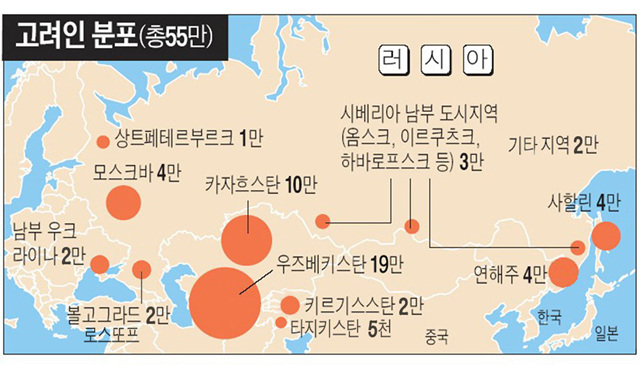 고려인 분포(총55만)
러시아
시베리아 남부 도시지역
(옴스크, 이르쿠츠크,
하바로프스크 등) 3만
기타 지역 2만
상트페테르부르크 1만
모스크바 4만
카자흐스탄 10만
사할린 4만
남부 우크
라이나 2만
우즈베키스탄 19만
연해주 4만
볼고그라드 2만
로스또프
키르기스스탄 2만
타지키스탄 5천
중국
한국
일본